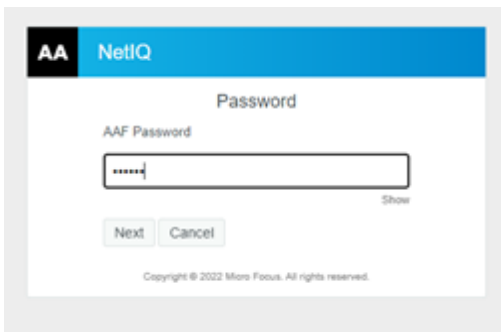 AA NetIQ
Password
AAF Password
••••••
Show
Next Cancel
Copyright © 2022 Micro Focus. All rights reserved.